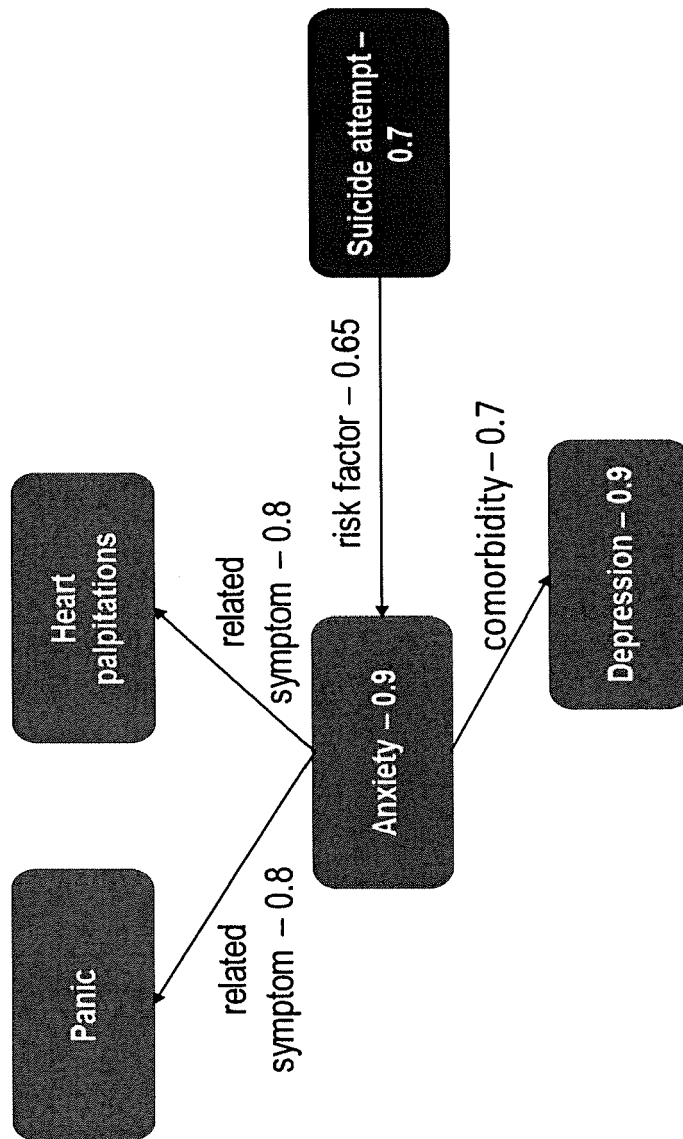 Panic
Heart
palpitations
related
symptom – 0.8
related
symptom – 0.8
Anxiety – 0.9
risk factor – 0.65
Suicide attempt –
0.7
comorbidity – 0.7
Depression – 0.9